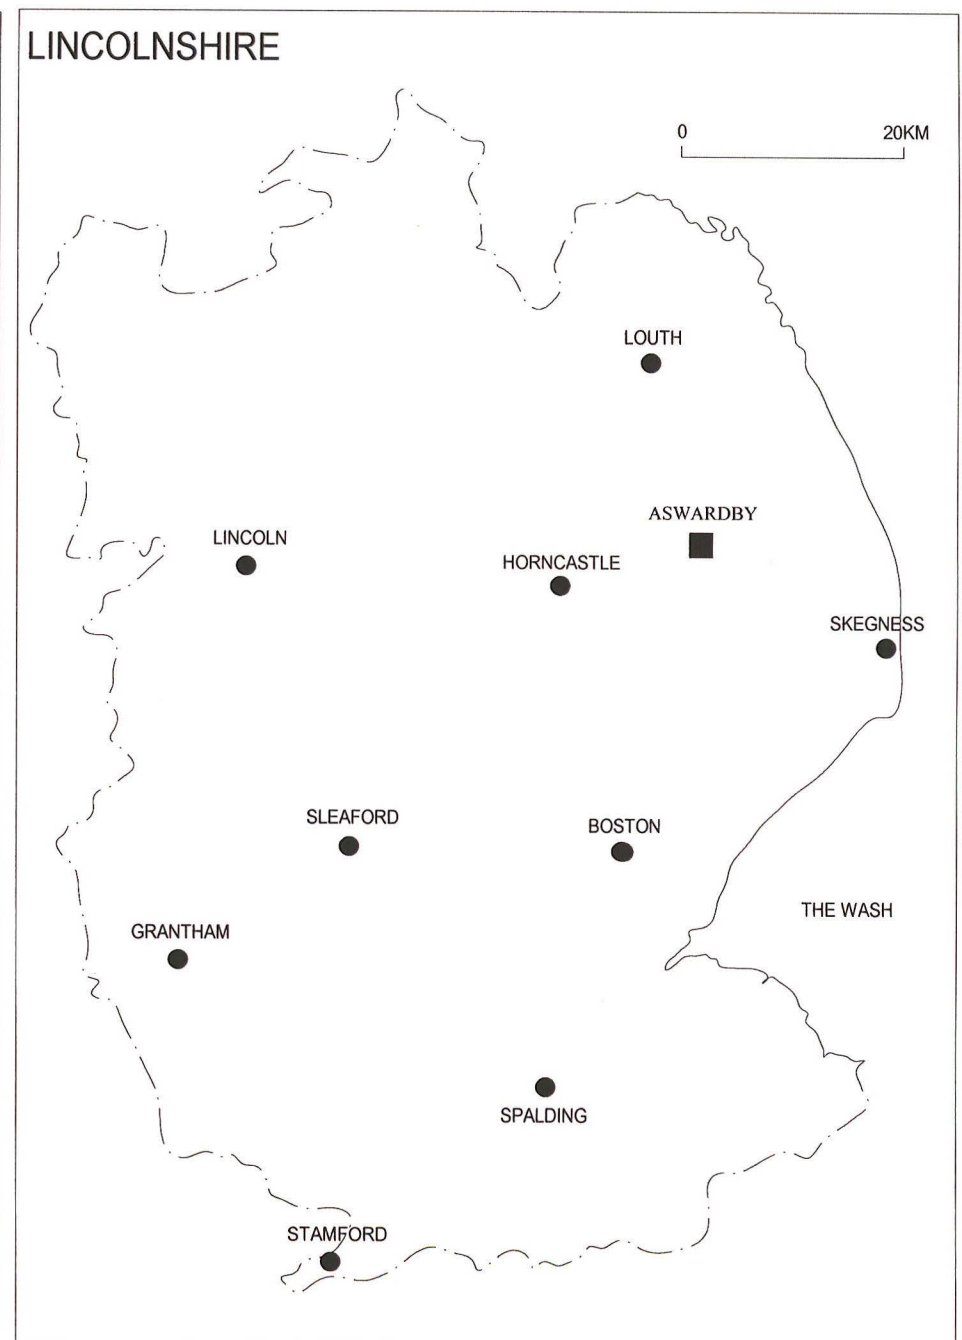 LINCOLNSHIRE
0 20KM
LOUTH
ASWARDBY
LINCOLN
HORNCASTLE
SKEGNESS
SLEAFORD
BOSTON
THE WASH
GRANTHAM
SPALDING
STAMFORD